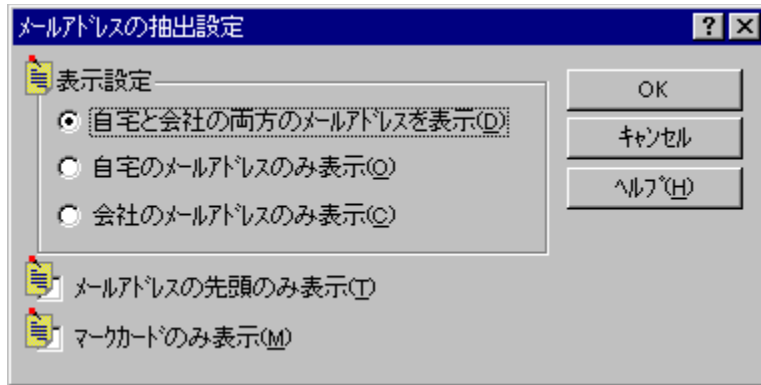 メールアドレスの抽出設定
表示設定
自宅と会社の両方のメールアドレスを表示(D)
自宅のメールアドレスのみ表示(O)
会社のメールアドレスのみ表示(C)
メールアドレスの先頭のみ表示(T)
マークカードのみ表示(M)
OK
キャンセル
ヘルプ(H)